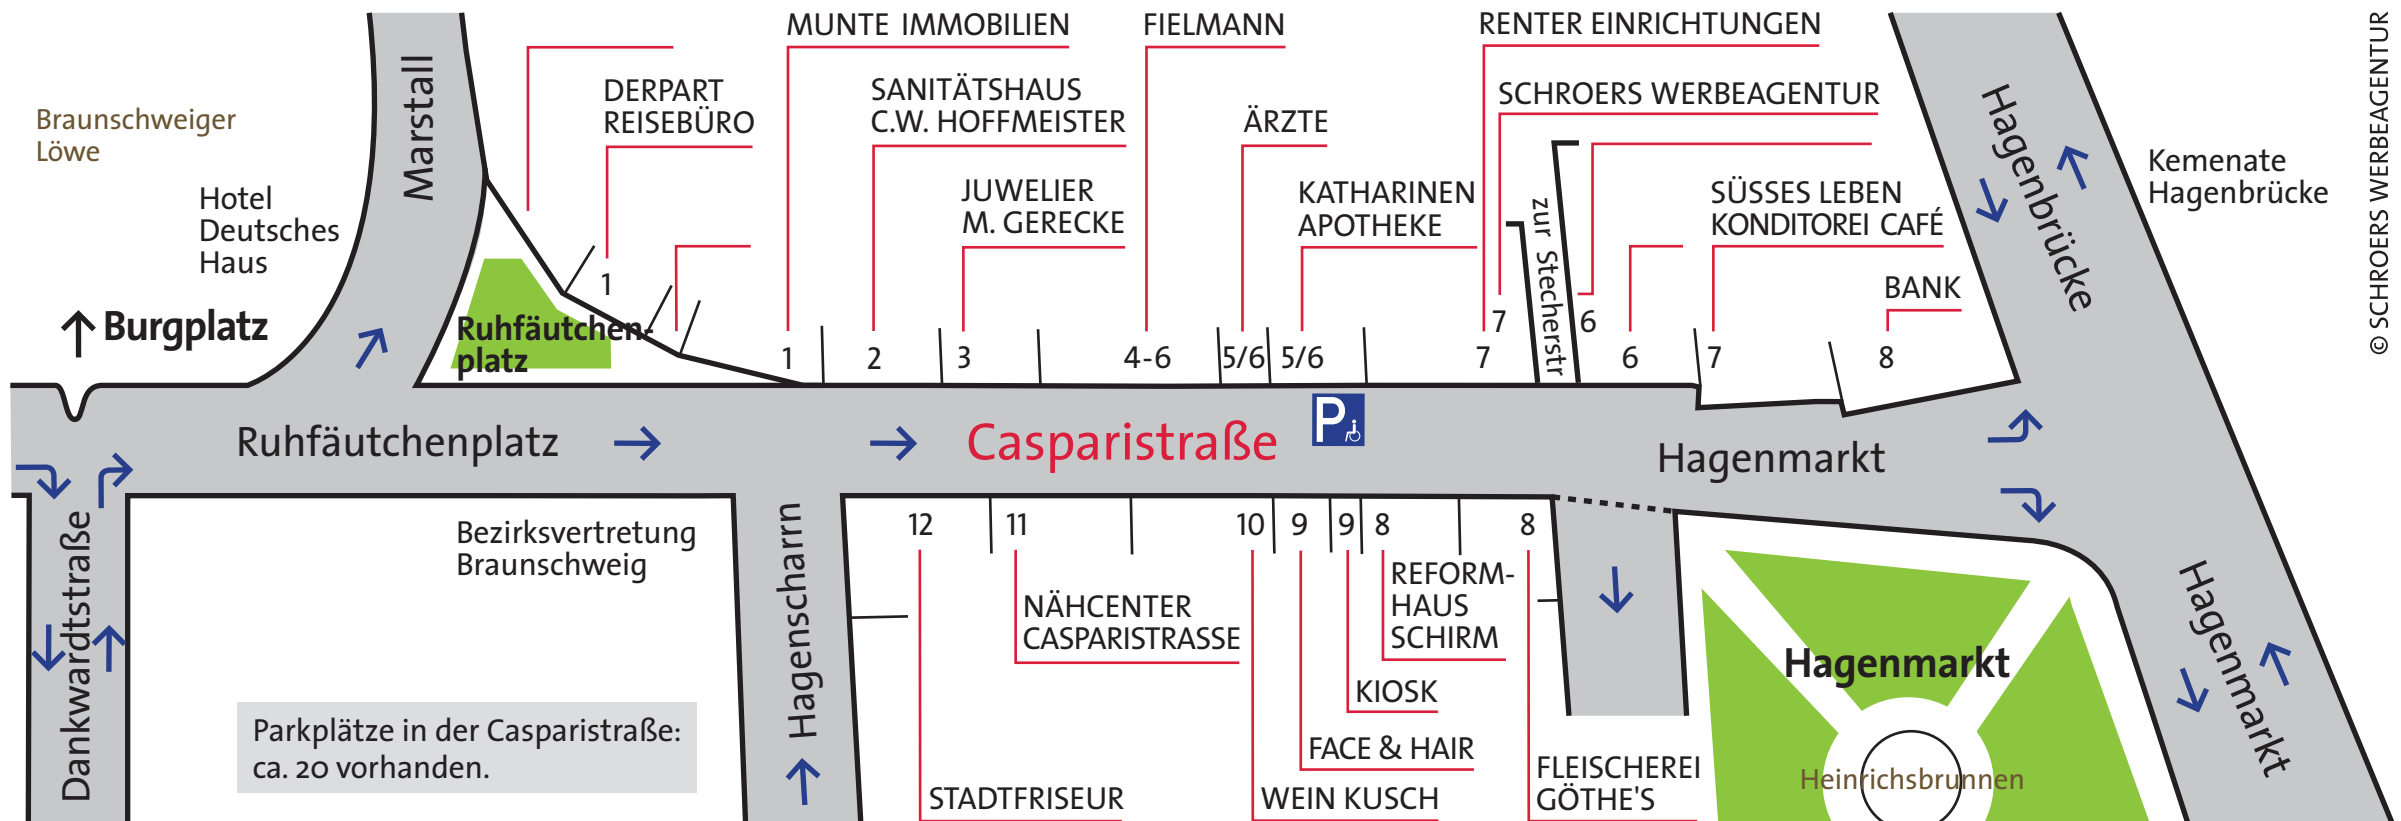 MUNTE IMMOBILIEN
FIELMANN
RENTER EINRICHTUNGEN
© SCHROERS WERBEAGENTUR
DERPART
REISEBÜRO
SANITÄTSHAUS
C.W. HOFFMEISTER
ÄRZTE
SCHROERS WERBEAGENTUR
Braunschweiger
Löwe
Marstall
Hotel
Deutsches
Haus
JUWELIER
M. GERECKE
KATHARINEN
APOTHEKE
zur Stecherstr
SÜSSES LEBEN
KONDITOREI CAFÉ
Hagenbrücke
Kemenate
Hagenbrücke
BANK
Burgplatz
Ruhfäutchen-
platz
1
1
2
3
4-6
5/6
5/6
7
7
6
6
7
8
Ruhfäutchenplatz
Casparistraße
P
Hagenmarkt
Dankwardtstraße
Bezirksvertretung
Braunschweig
Hagenscharn
12
11
10
9
9
8
8
NÄHCENTER
CASPARISTRASSE
REFORM-
HAUS
SCHIRM
KIOSK
FACE & HAIR
STADTFRISEUR
WEIN KUSCH
FLEISCHEREI
GÖTHE'S
Hagenmarkt
Heinrichsbrunnen
Hagenmarkt
Parkplätze in der Casparistraße:
ca. 20 vorhanden.